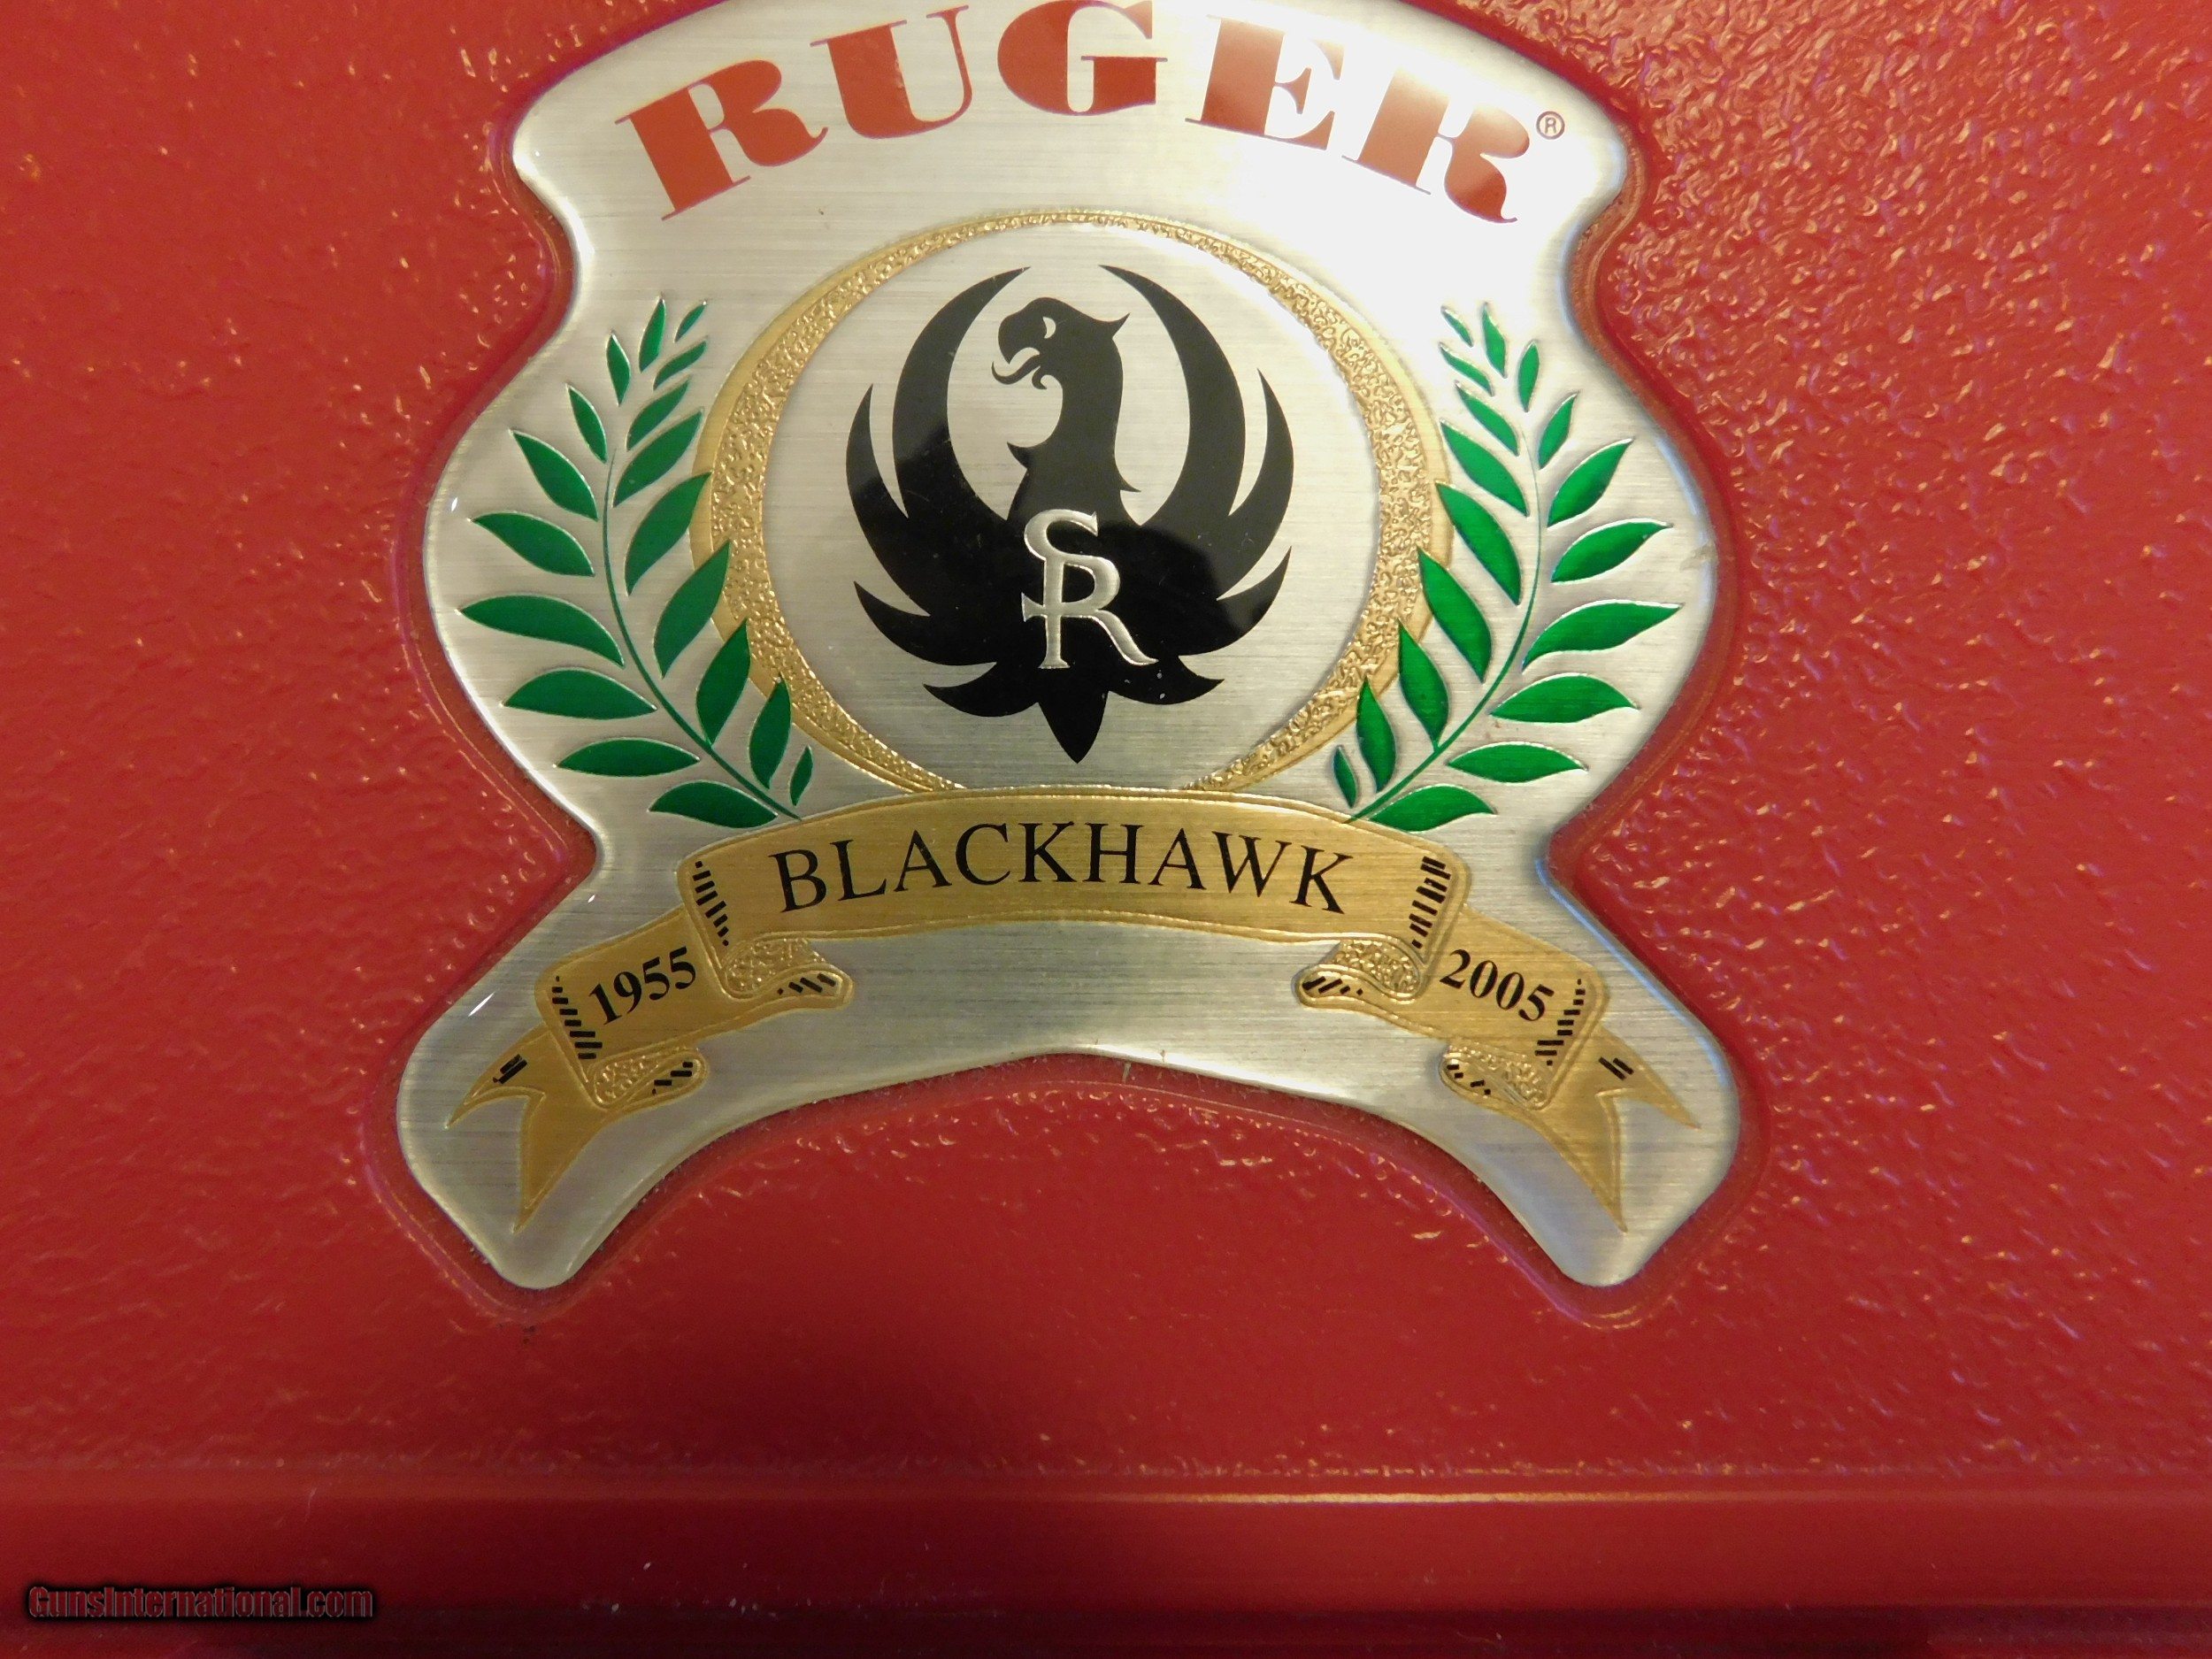 RUGER®
SR
BLACKHAWK
1955
2005
GunsInternational.com